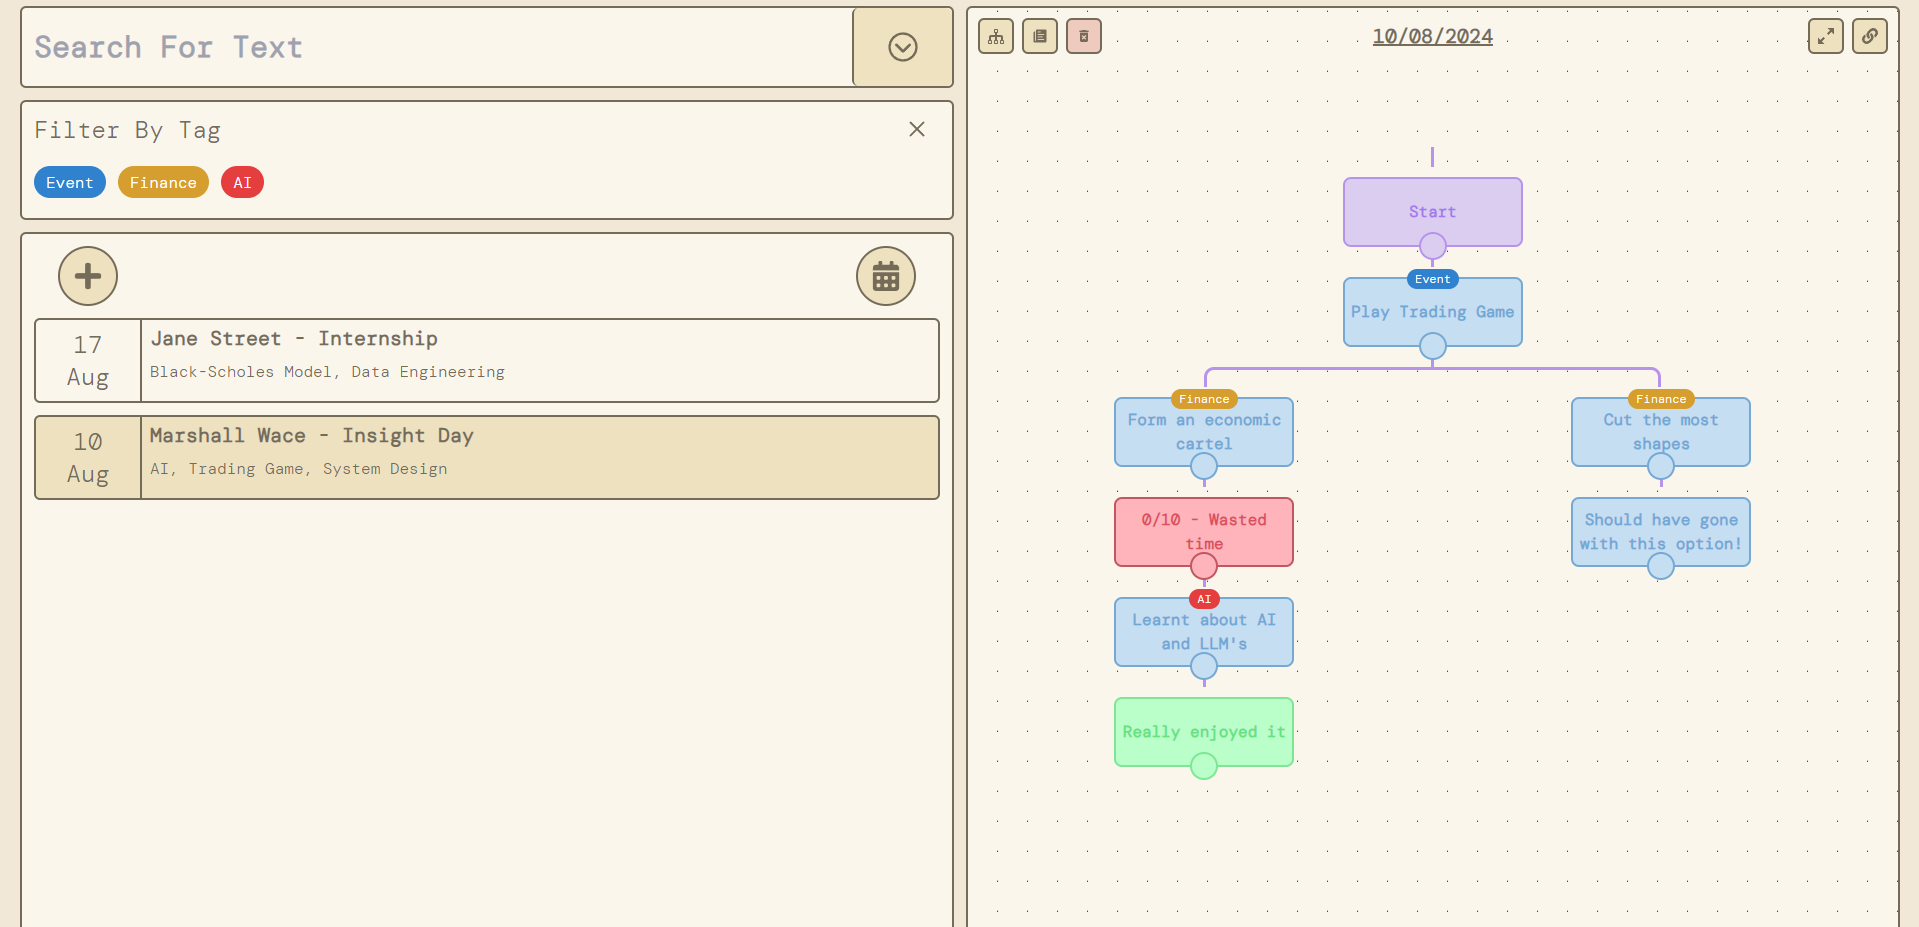 Search For Text
Filter By Tag
Event Finance AI
17
Aug
Jane Street - Internship
Black-Scholes Model, Data Engineering
10
Aug
Marshall Wace - Insight Day
AI, Trading Game, System Design
10/08/2024
Start
Event
Play Trading Game
Finance
Form an economic
cartel
0/10 - Wasted
time
AI
Learnt about AI
and LLM's
Really enjoyed it
Finance
Cut the most
shapes
Should have gone
with this option!